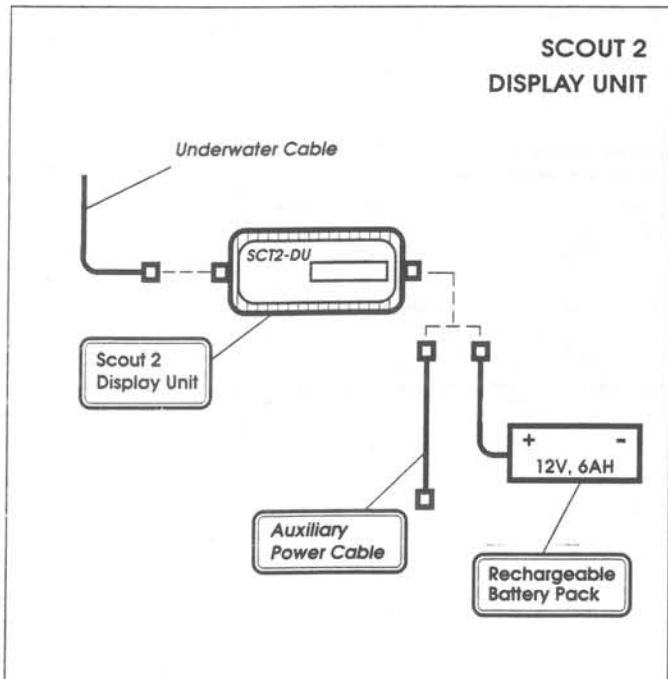 SCOUT 2
DISPLAY UNIT
Underwater Cable
SCT2-DU
Scout 2
Display Unit
+ -
12V, 6AH
Auxiliary
Power Cable
Rechargeable
Battery Pack